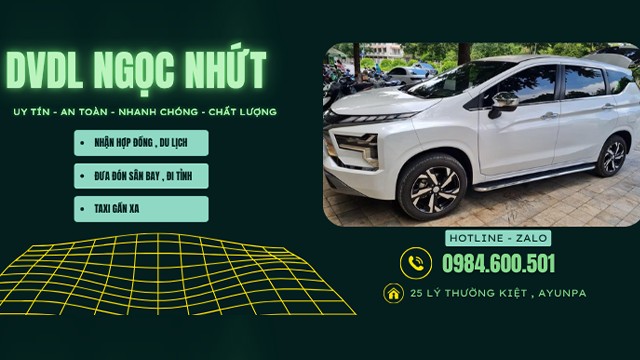 DVDL NGỌC NHỨT
UY TÍN - AN TOÀN - NHANH CHÓNG - CHẤT LƯỢNG
NHẬN HỢP ĐỒNG , DU LỊCH
ĐƯA ĐÓN SÂN BAY , ĐI TỈNH
TAXI GẦN XA
HOTLINE - ZALO
0984.600.501
25 LÝ THƯỜNG KIỆT , AYUNPA